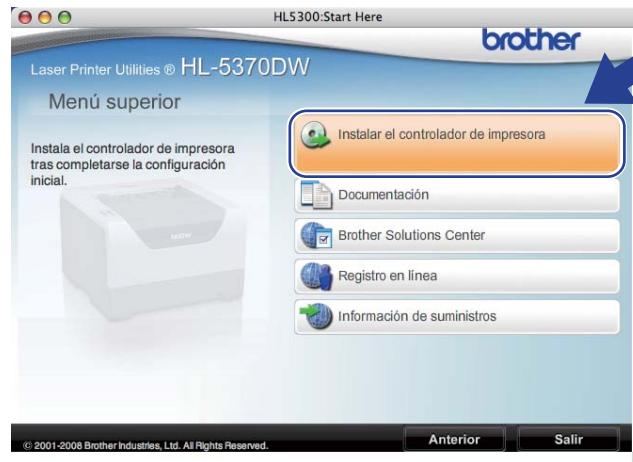 HL5300:Start Here
brother
Laser Printer Utilities ® HL-5370DW
Menú superior
Instala el controlador de impresora
tras completarse la configuración
inicial.
Instalar el controlador de impresora
Documentación
Brother Solutions Center
Registro en línea
Información de suministros
© 2001-2008 Brother Industries, Ltd. All Rights Reserved.
Anterior
Salir